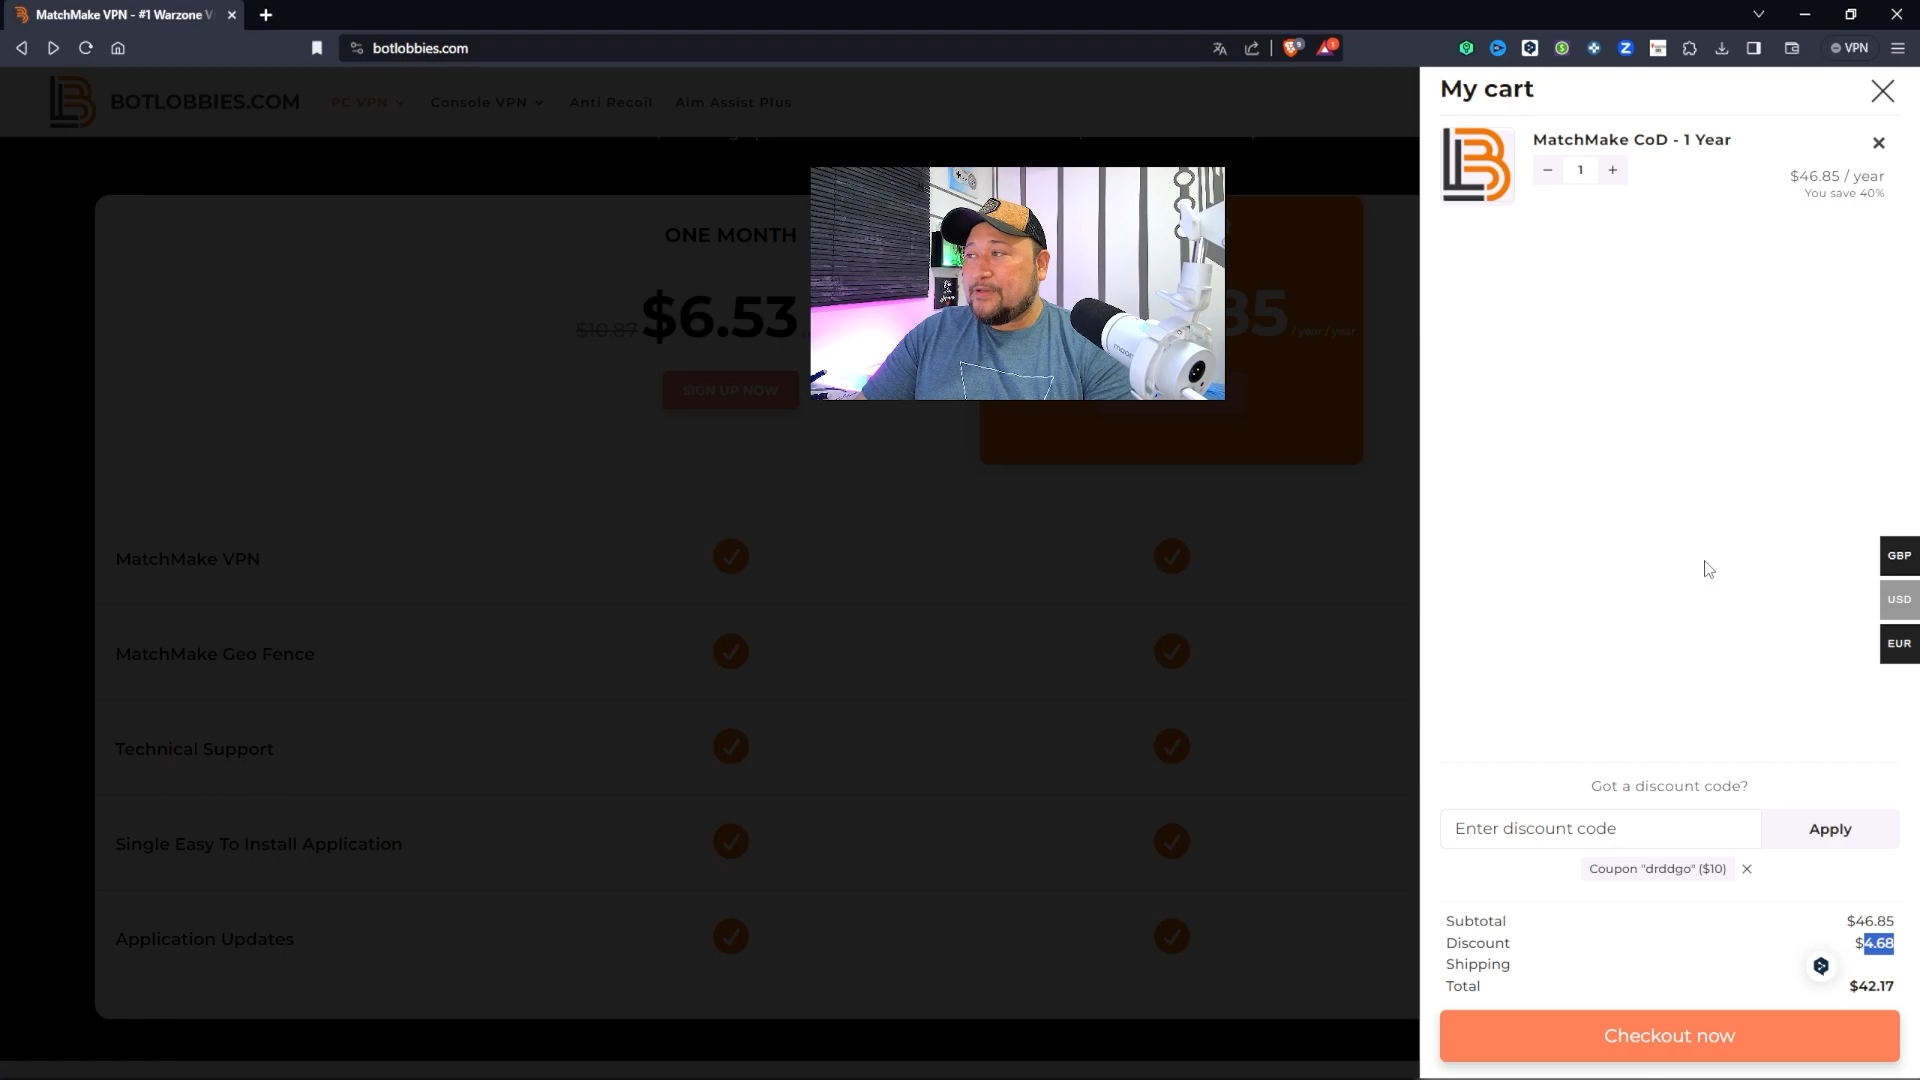 MatchMake VPN - #1 Warzone V
botlobbies.com
VPN
BOTLOBBIES.COM
PC VPN
Console VPN
Anti Recoil
Aim Assist Plus
ONE MONTH
$10.87 $6.53
SIGN UP NOW
85 / year / year
MatchMake VPN
MatchMake Geo Fence
Technical Support
Single Easy To Install Application
Application Updates
My cart
MatchMake CoD - 1 Year
− 1 +
$46.85 / year
You save 40%
GBP
USD
EUR
Got a discount code?
Enter discount code
Apply
Coupon "drddgo" ($10)
Subtotal $46.85
Discount $4.68
Shipping
Total $42.17
Checkout now